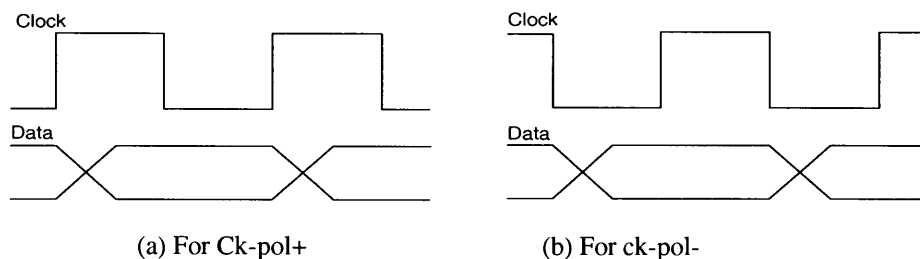 Clock
Data
(a) For Ck-pol+
Clock
Data
(b) For ck-pol-